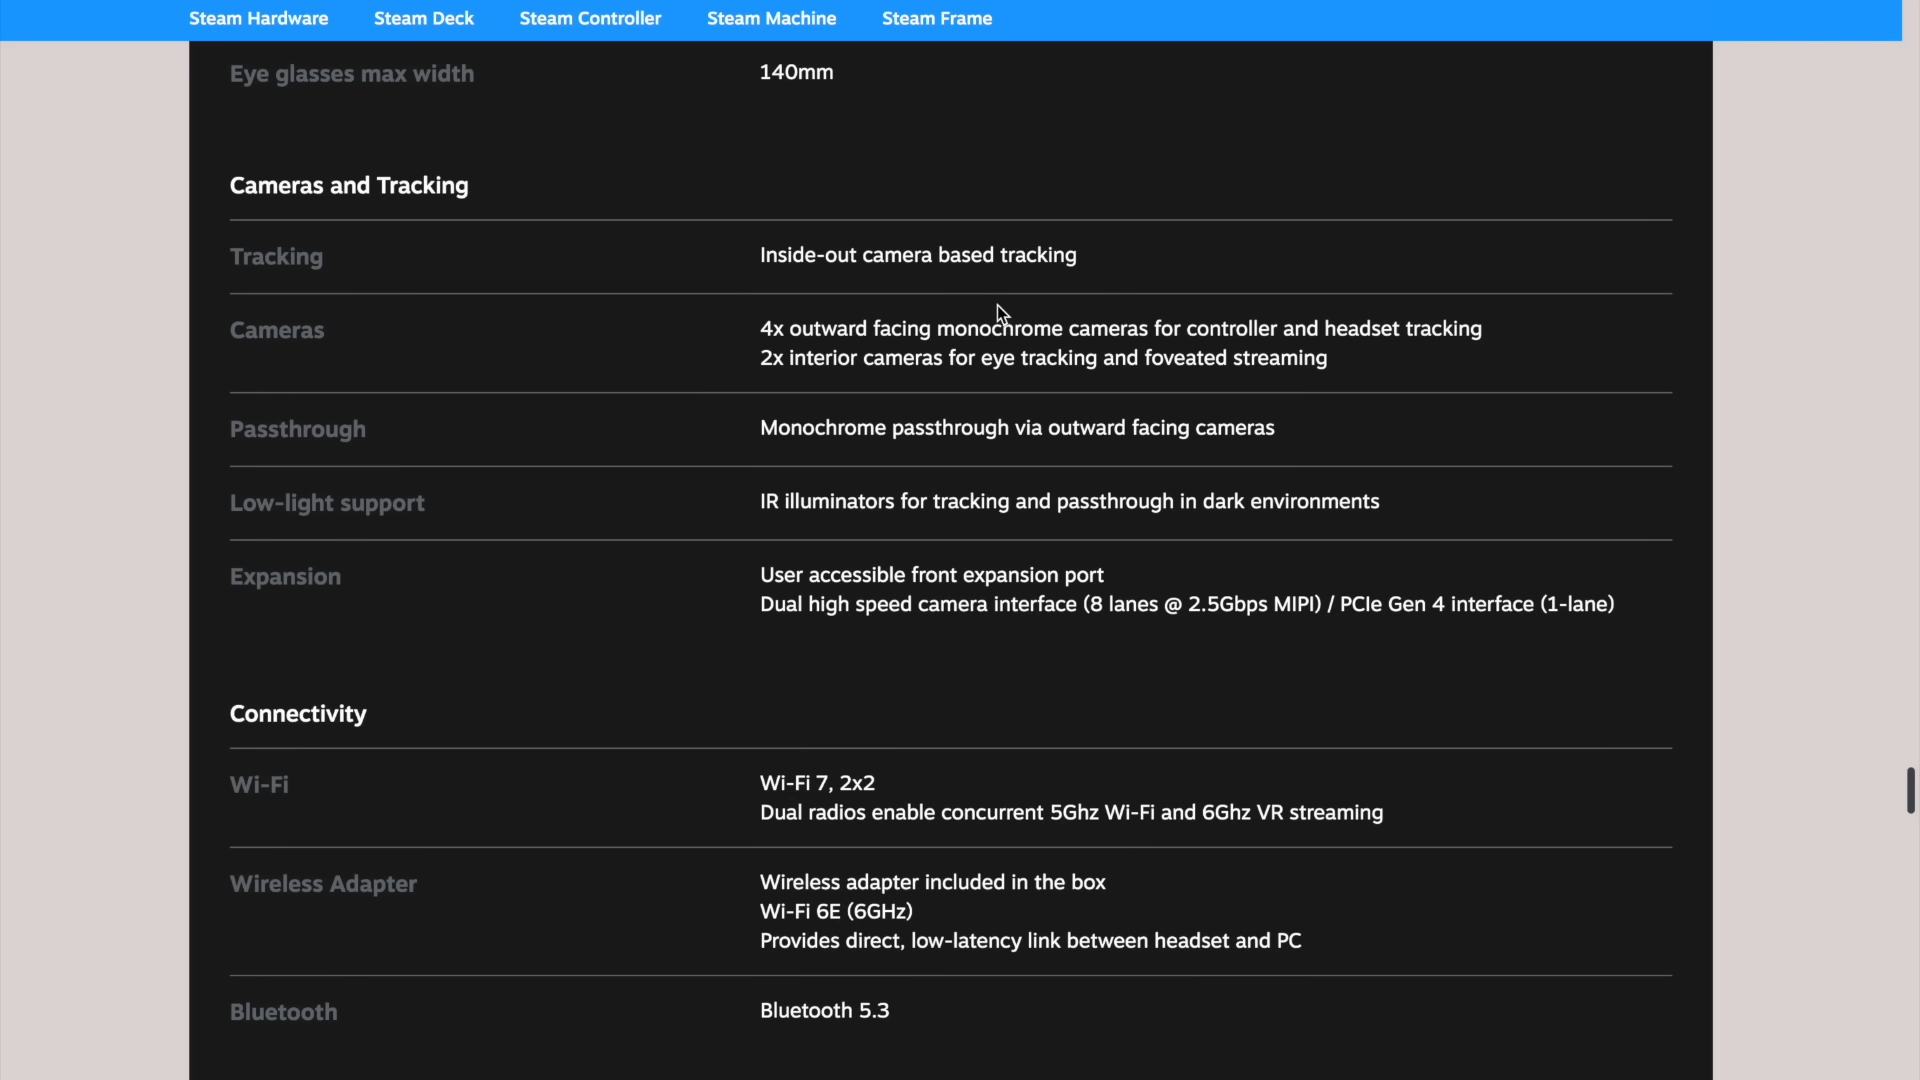 Steam Hardware Steam Deck Steam Controller Steam Machine Steam Frame
Eye glasses max width 140mm
Cameras and Tracking
Tracking Inside-out camera based tracking
Cameras 4x outward facing monochrome cameras for controller and headset tracking
2x interior cameras for eye tracking and foveated streaming
Passthrough Monochrome passthrough via outward facing cameras
Low-light support IR illuminators for tracking and passthrough in dark environments
Expansion User accessible front expansion port
Dual high speed camera interface (8 lanes @ 2.5Gbps MIPI) / PCIe Gen 4 interface (1-lane)
Connectivity
Wi-Fi Wi-Fi 7, 2x2
Dual radios enable concurrent 5Ghz Wi-Fi and 6Ghz VR streaming
Wireless Adapter Wireless adapter included in the box
Wi-Fi 6E (6GHz)
Provides direct, low-latency link between headset and PC
Bluetooth Bluetooth 5.3